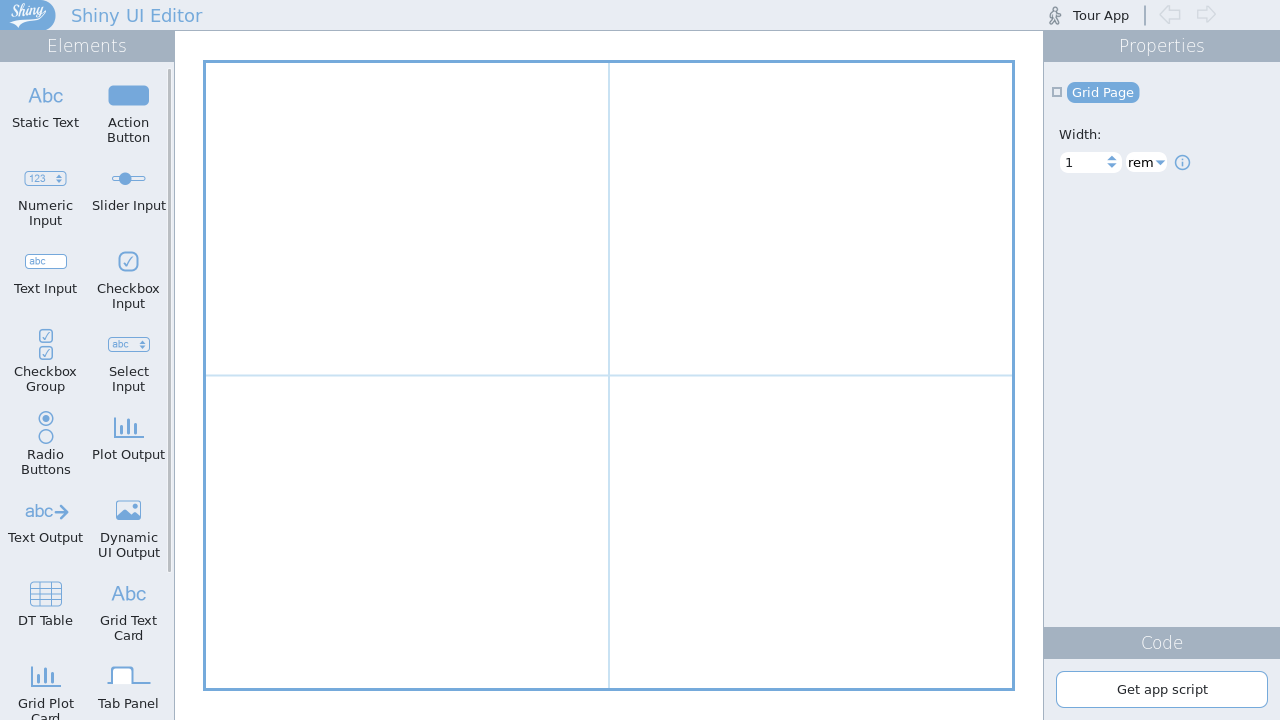 Shiny
Shiny UI Editor
Tour App
Elements
Abc
Static Text
Action
Button
123
Numeric
Input
Slider Input
abc
Text Input
Checkbox
Input
Checkbox
Group
abc
Select
Input
Radio
Buttons
Plot Output
abc
Text Output
Dynamic
UI Output
DT Table
Abc
Grid Text
Card
Grid Plot
Card
Tab Panel
Properties
Grid Page
Width:
1
rem
Code
Get app script